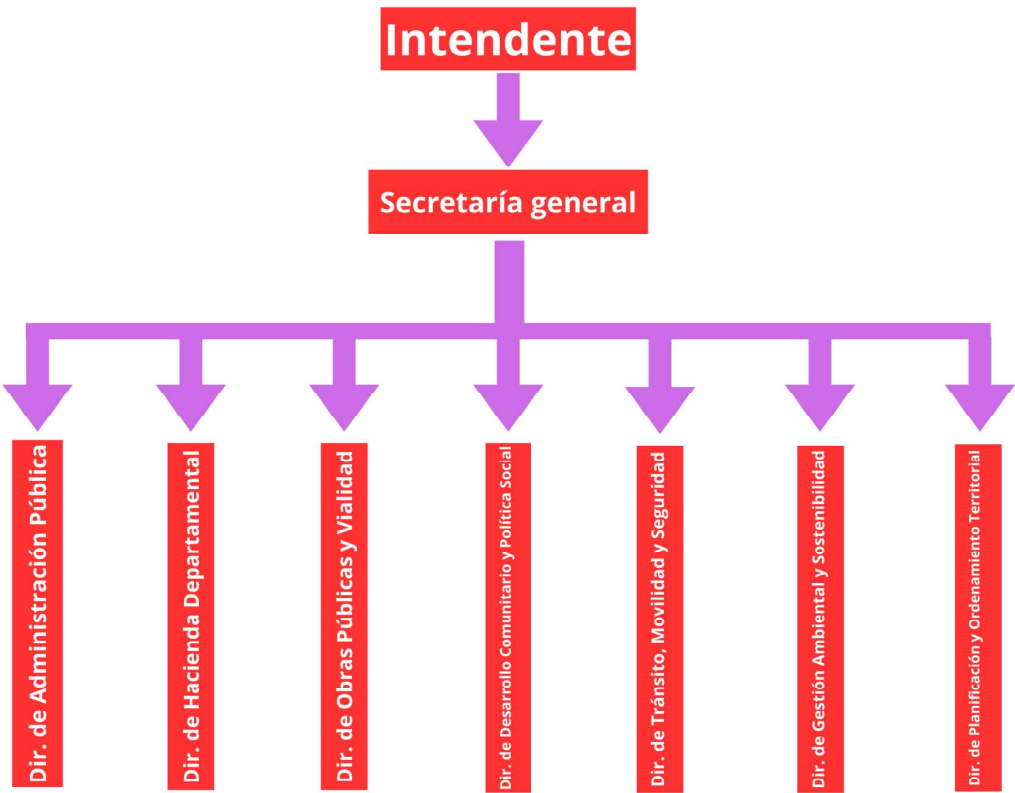 Intendente
Secretaría general
Dir. de Administración Pública
Dir. de Hacienda Departamental
Dir. de Obras Públicas y Vialidad
Dir. de Desarrollo Comunitario y Política Social
Dir. de Tránsito, Movilidad y Seguridad
Dir. de Gestión Ambiental y Sostenibilidad
Dir. de Planificación y Ordenamiento Territorial